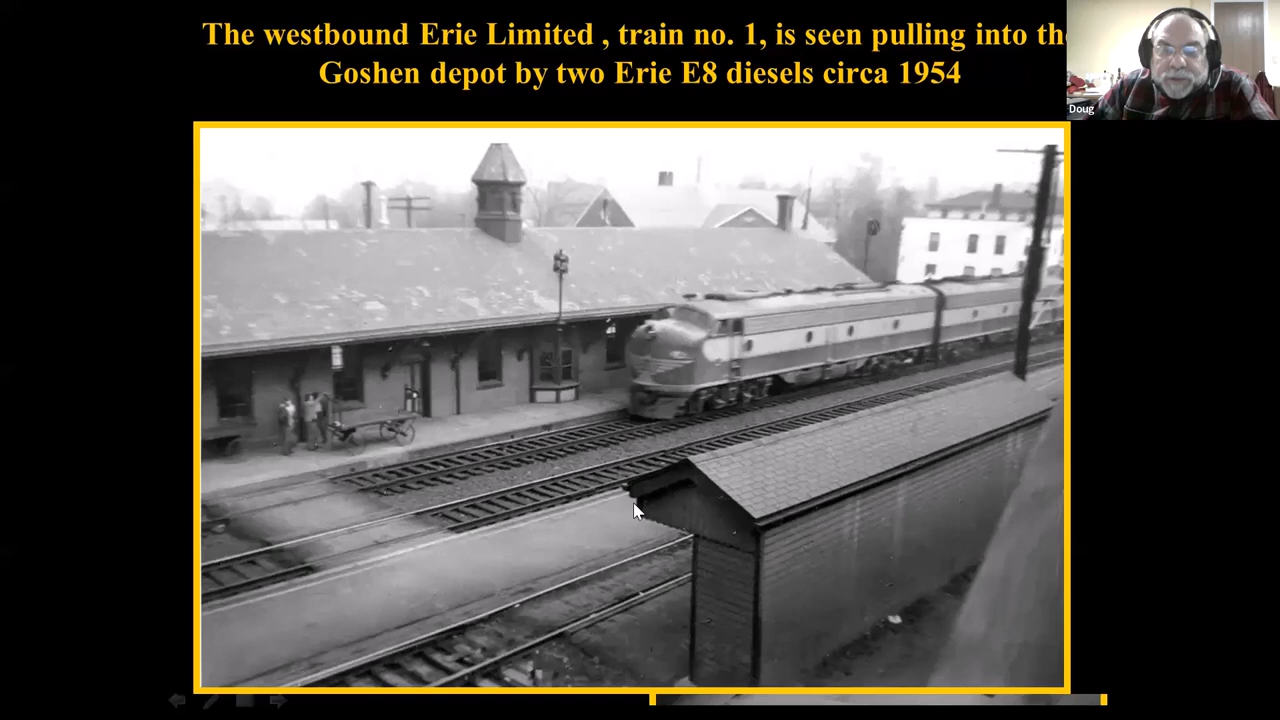 The westbound Erie Limited , train no. 1, is seen pulling into th
Goshen depot by two Erie E8 diesels circa 1954
Doug